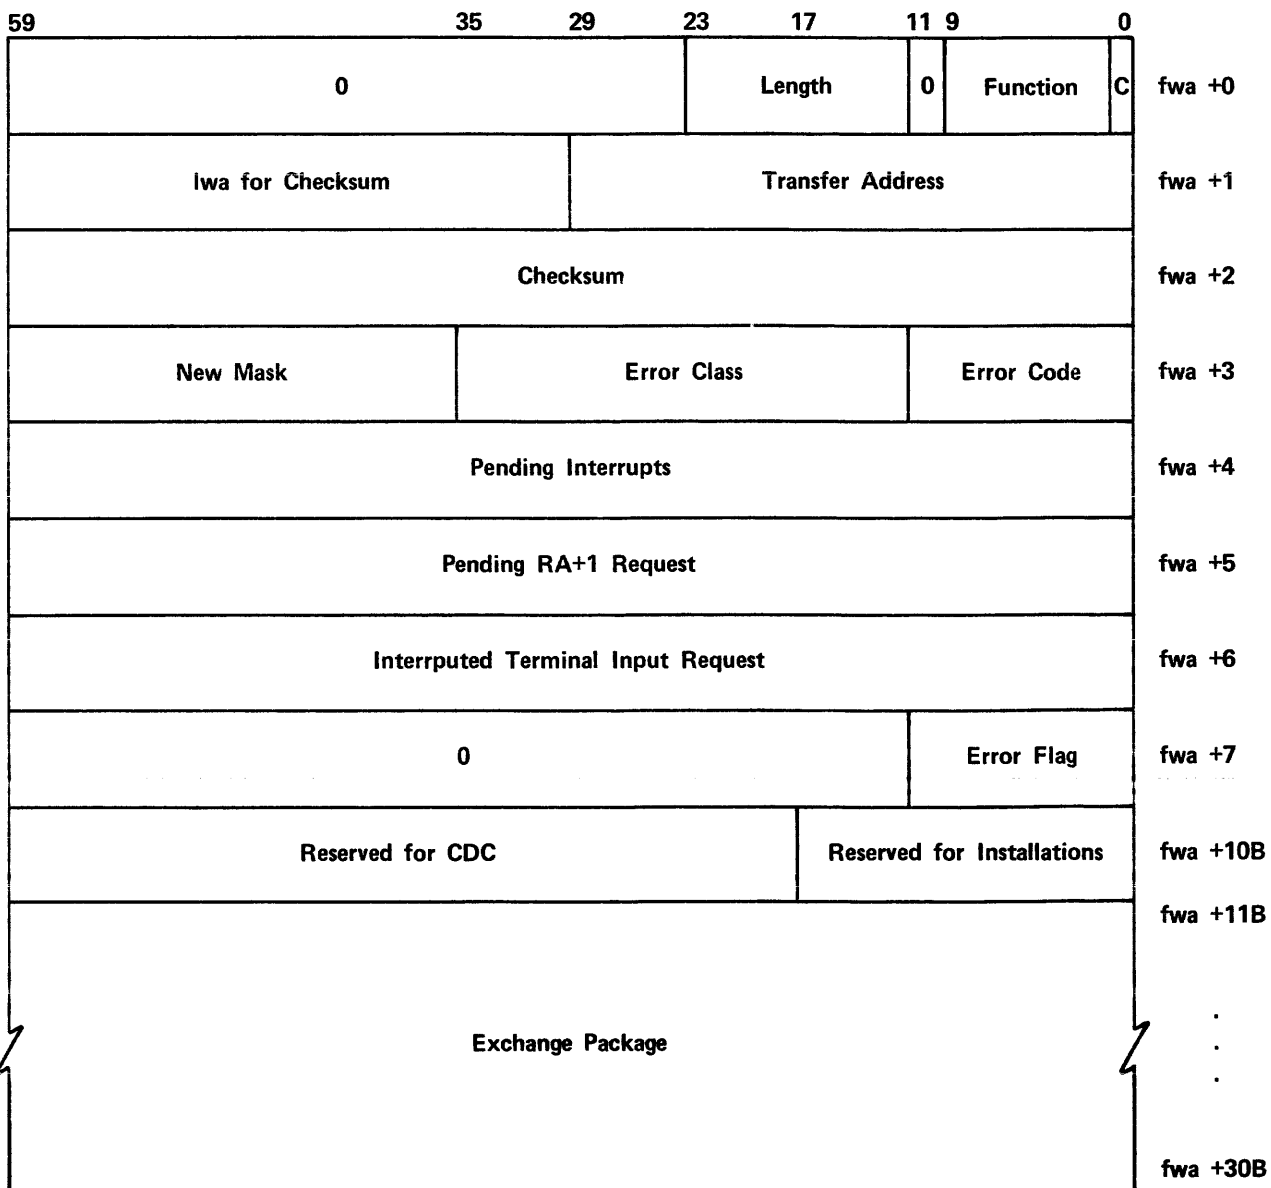 59 35 29 23 17 11 9 0
0 Length 0 Function C fwa +0
lwa for Checksum Transfer Address fwa +1
Checksum fwa +2
New Mask Error Class Error Code fwa +3
Pending Interrupts fwa +4
Pending RA+1 Request fwa +5
Interrputed Terminal Input Request fwa +6
0 Error Flag fwa +7
Reserved for CDC Reserved for Installations fwa +10B
fwa +11B
Exchange Package
fwa +30B